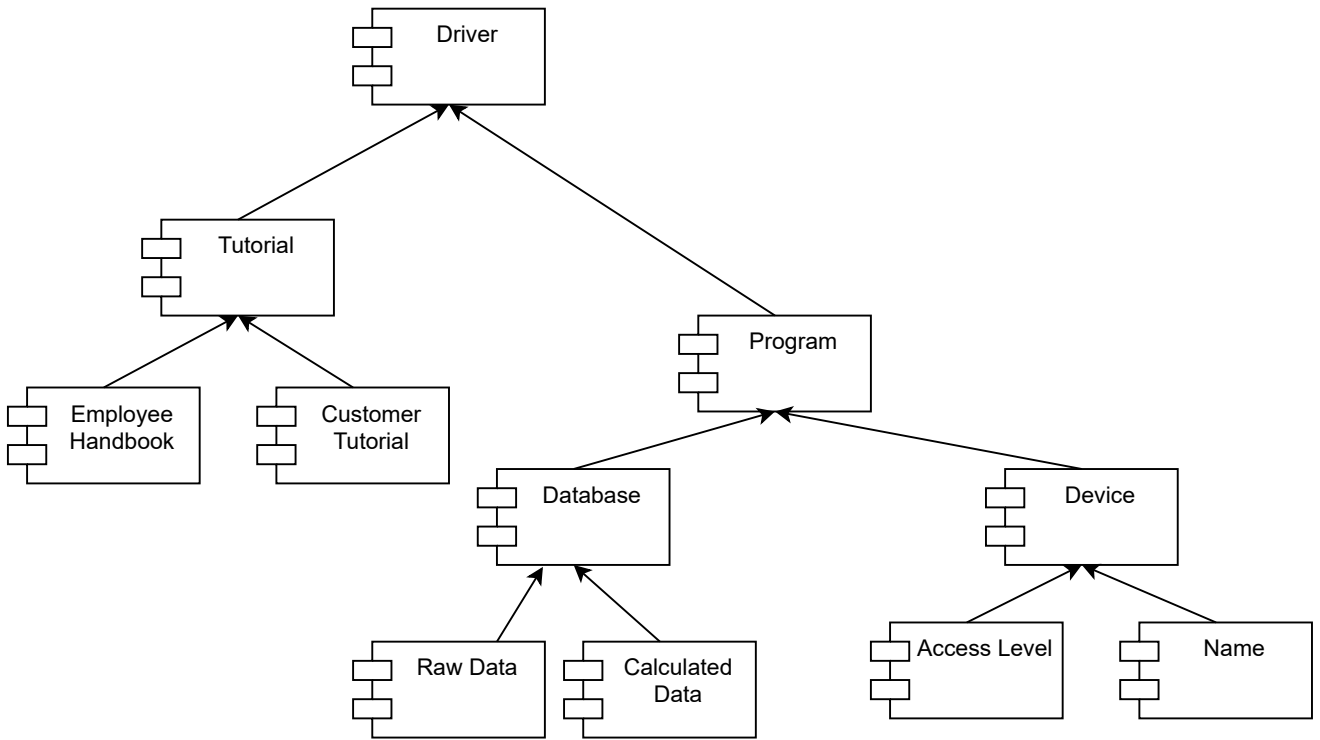 Driver
Tutorial
Program
Employee
Handbook
Customer
Tutorial
Database
Device
Raw Data
Calculated
Data
Access Level
Name